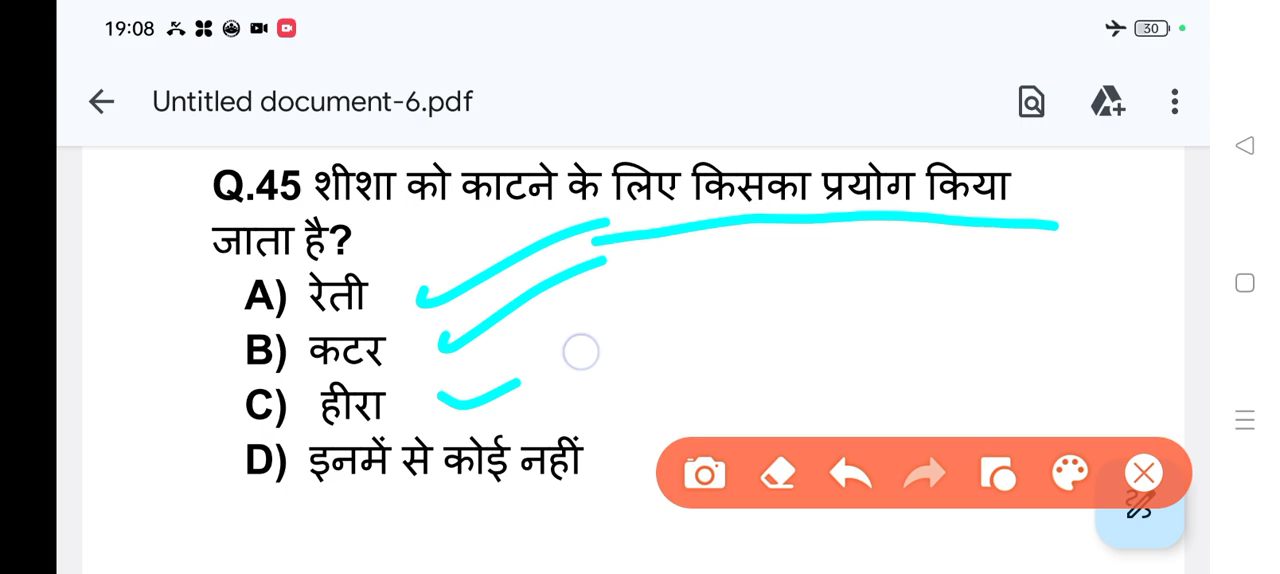 19:08
30
Untitled document-6.pdf
Q.45 शीशा को काटने के लिए किसका प्रयोग किया
जाता है?
A) रेती
B) कटर
C) हीरा
D) इनमें से कोई नहीं